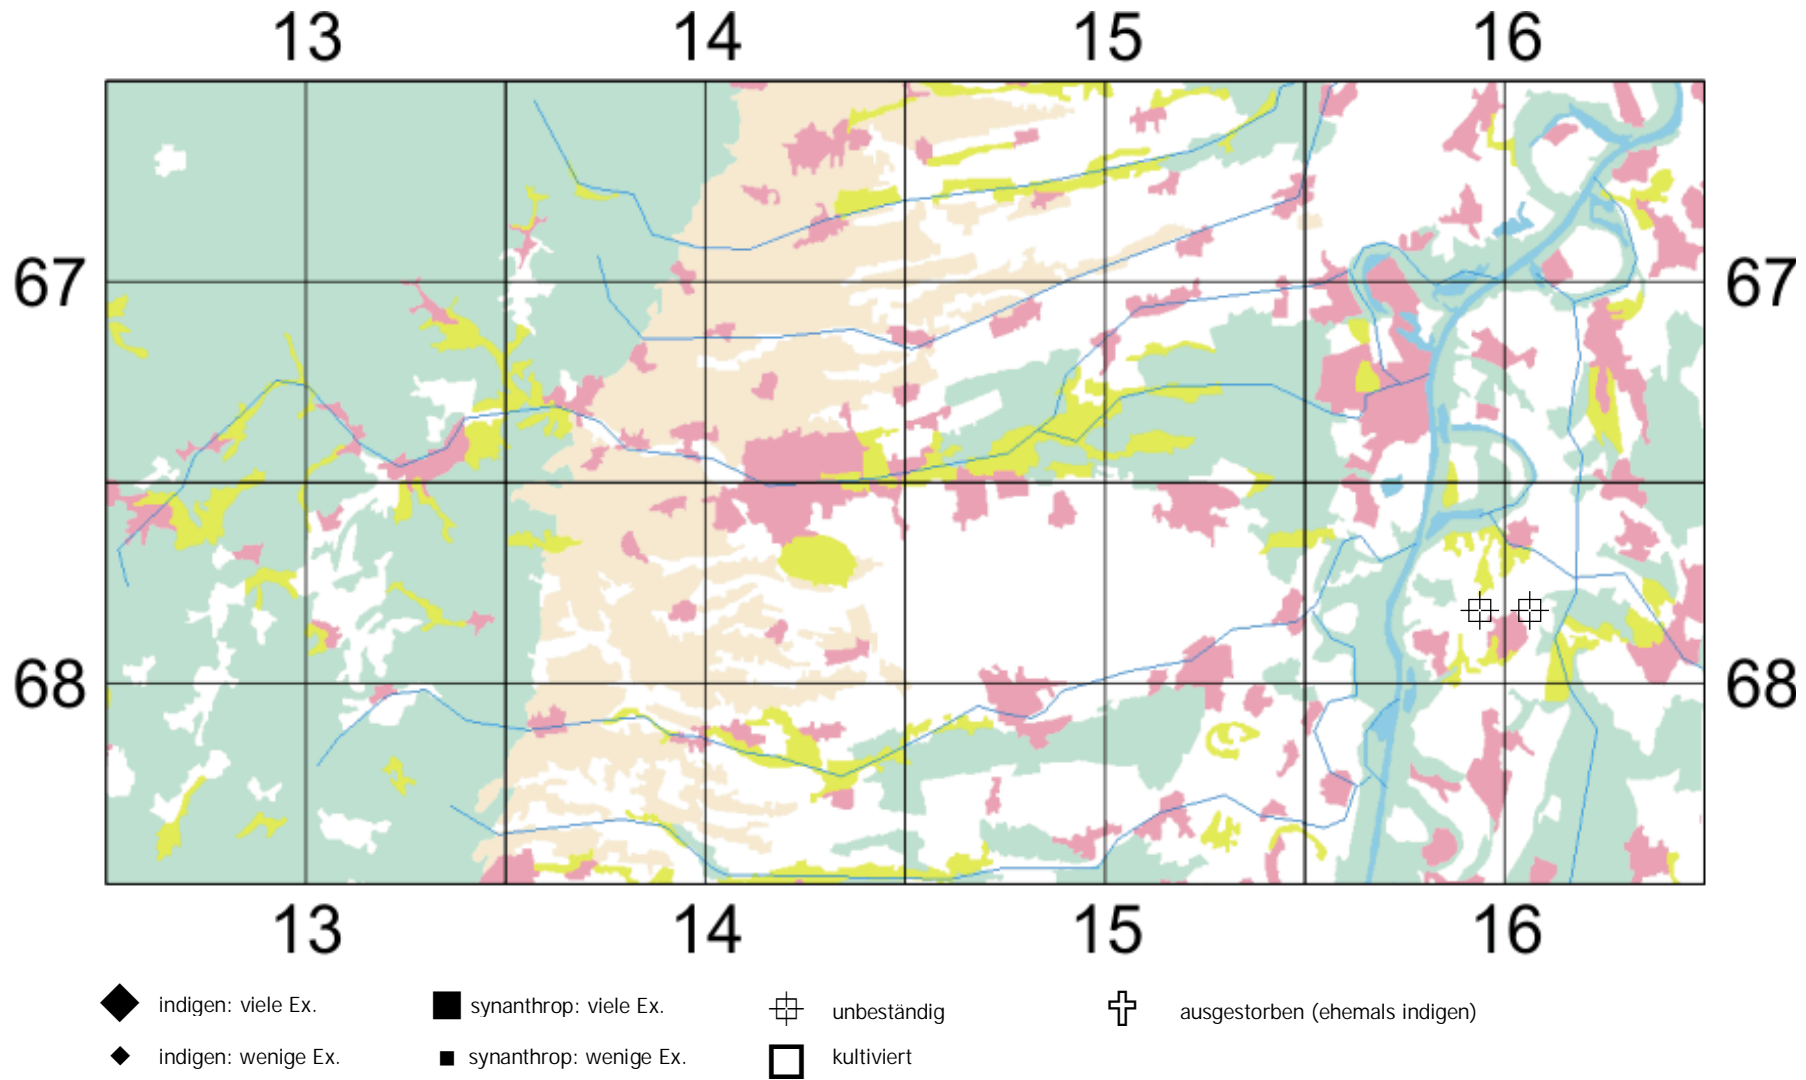 13 14 15 16
67 67
68 68
13 14 15 16
indigen: viele Ex. synanthrop: viele Ex. unbeständig ausgestorben (ehemals indigen)
indigen: wenige Ex. synanthrop: wenige Ex. kultiviert